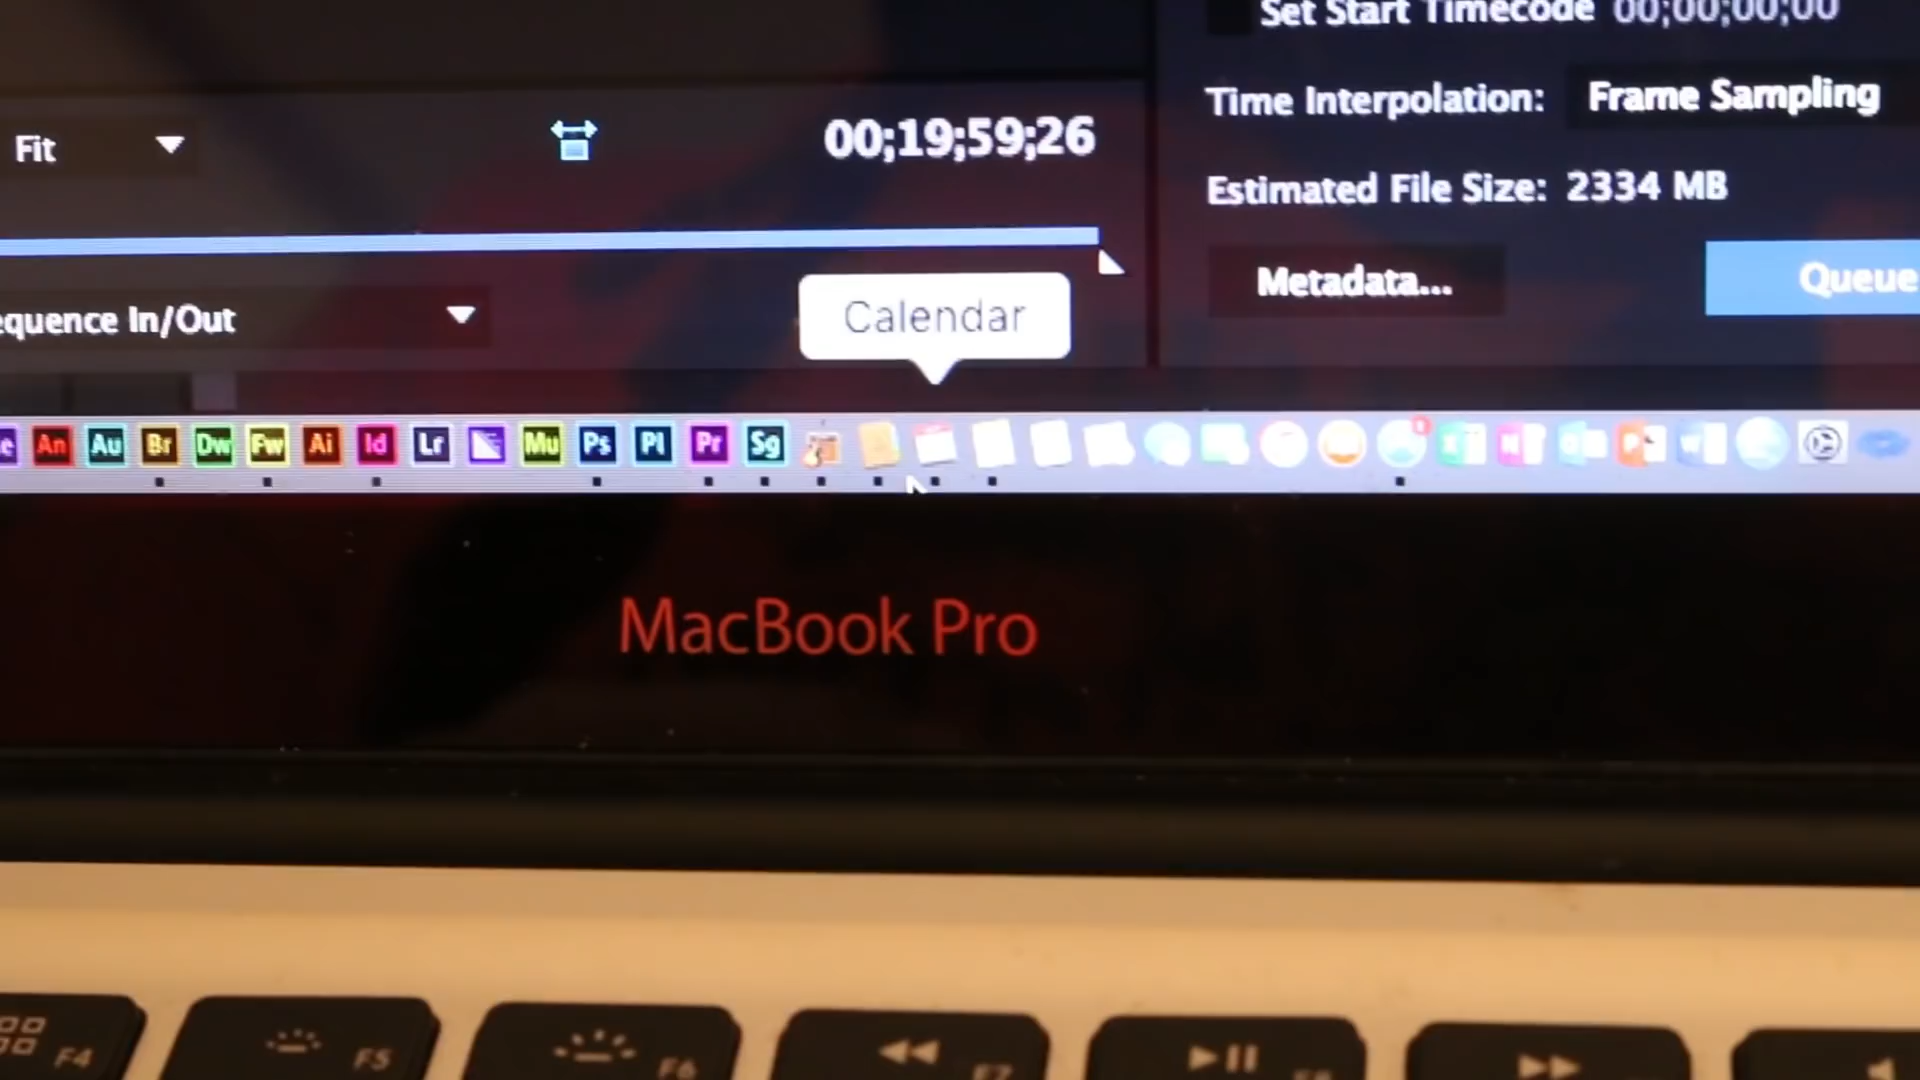 Set Start Timecode 00;00;00;00
Time Interpolation: Frame Sampling
Fit
00;19;59;26
Estimated File Size: 2334 MB
Metadata...
Queue
equence In/Out
Calendar
An Au Br Dw Fw Ai Id Lr Mu Ps Pl Pr Sg
MacBook Pro
F4 F5 F6 F7